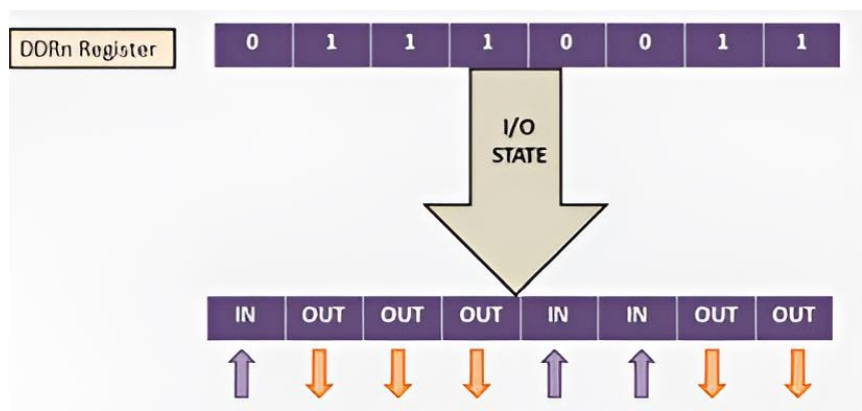 DDRn Register
0 1 1 1 0 0 1 1
I/O
STATE
IN OUT OUT OUT IN IN OUT OUT